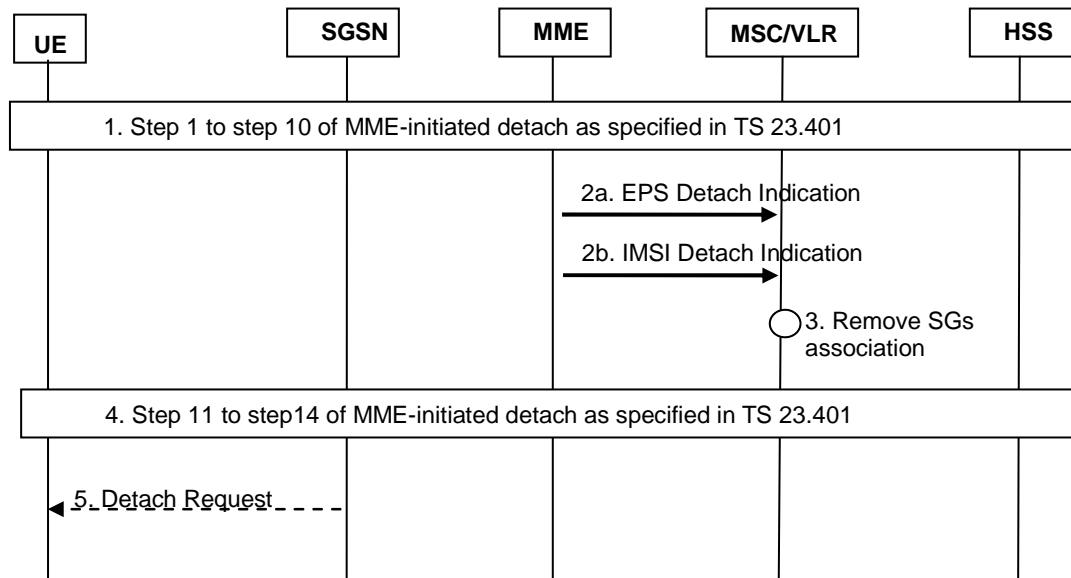 UE
SGSN
MME
MSC/VLR
HSS
1. Step 1 to step 10 of MME-initiated detach as specified in TS 23.401
2a. EPS Detach Indication
2b. IMSI Detach Indication
3. Remove SGs
association
4. Step 11 to step14 of MME-initiated detach as specified in TS 23.401
5. Detach Request